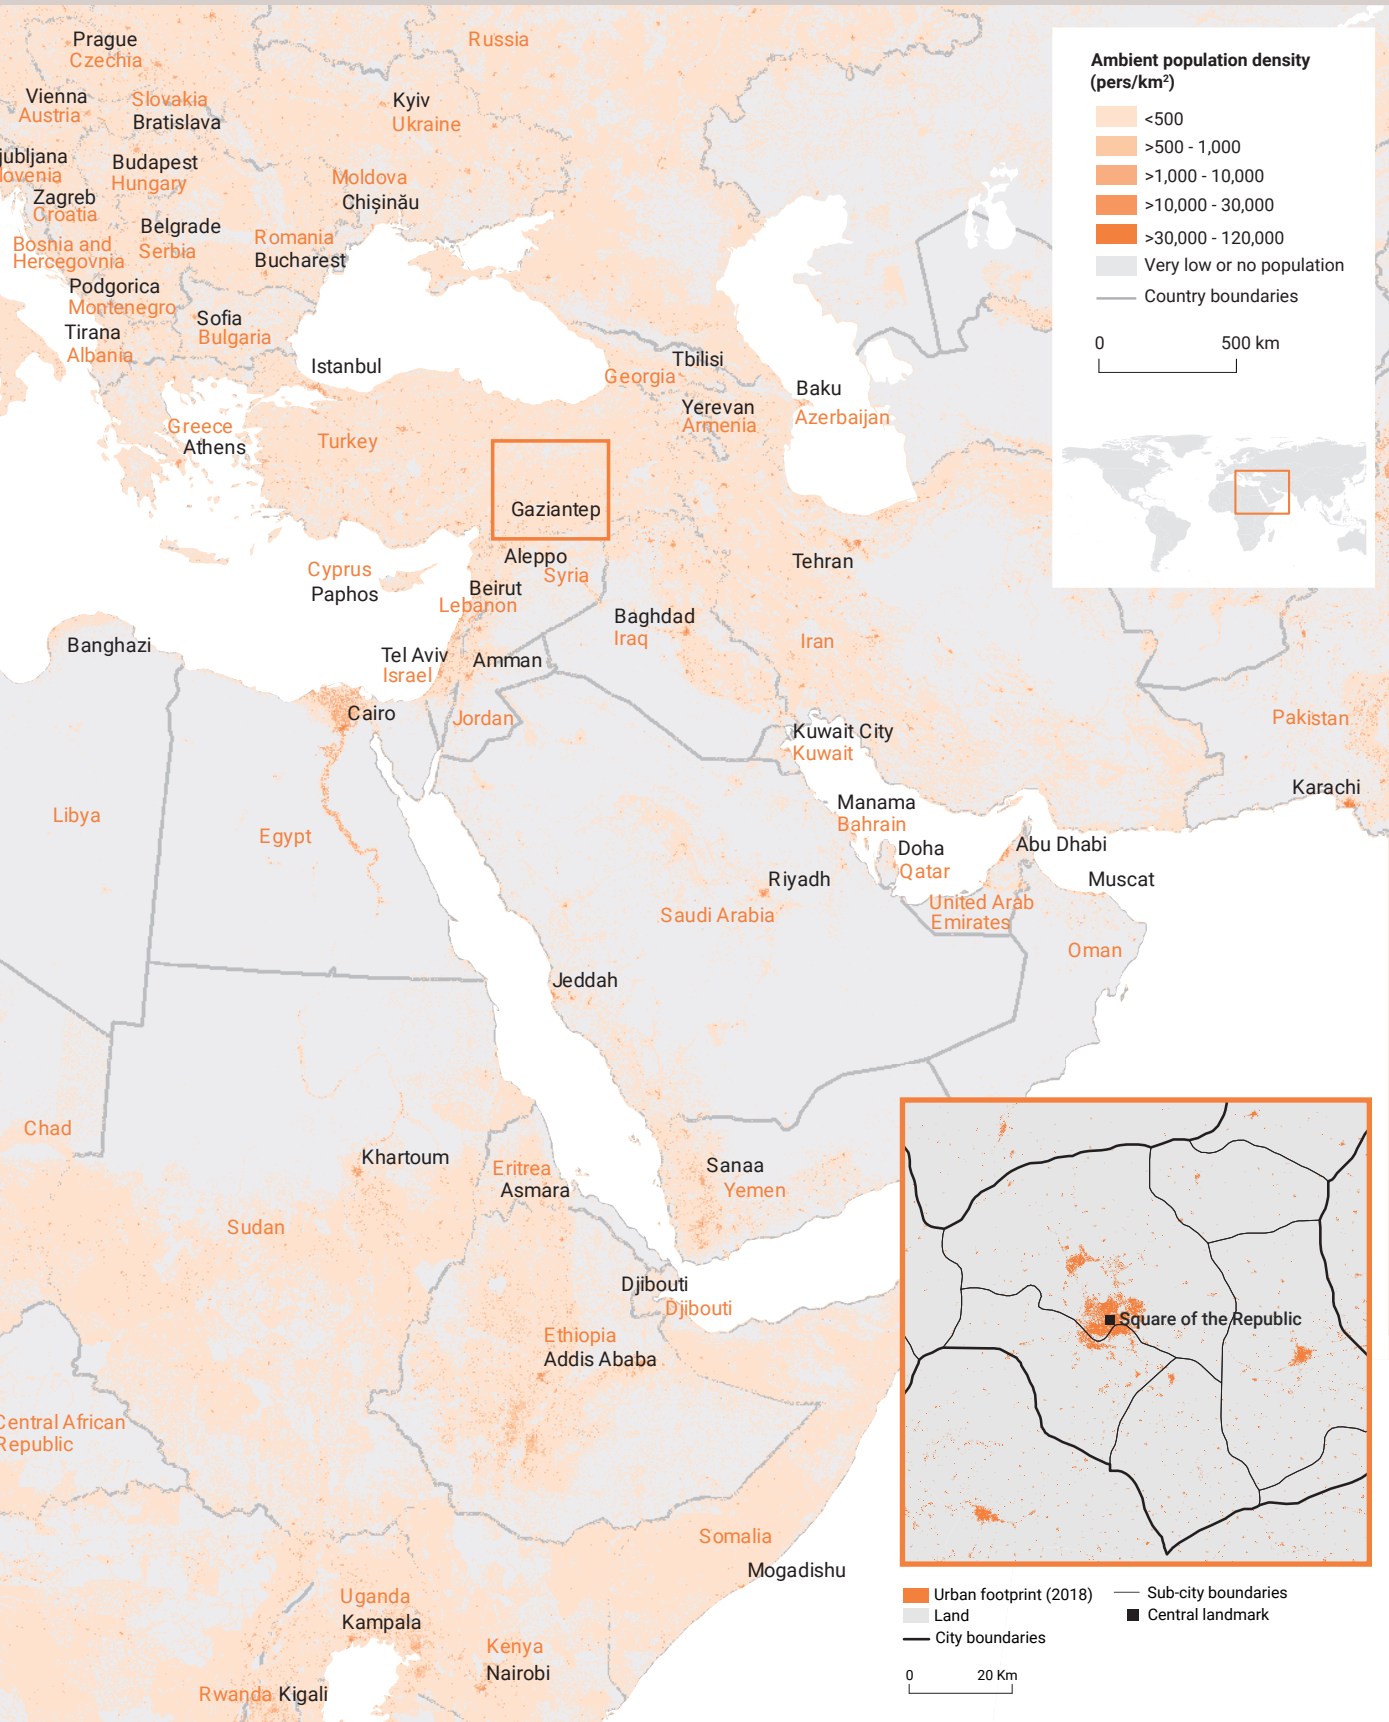 Prague
Czechia
Russia
Vienna
Austria
Slovakia
Bratislava
Kyiv
Ukraine
jubljana
lovenia
Budapest
Hungary
Moldova
Chișinău
Zagreb
Croatia
Belgrade
Serbia
Bosnia and
Hercegovnia
Romania
Bucharest
Podgorica
Montenegro
Sofia
Bulgaria
Tirana
Albania
Istanbul
Tbilisi
Georgia
Baku
Azerbaijan
Yerevan
Armenia
Greece
Athens
Turkey
Gaziantep
Aleppo
Syria
Tehran
Cyprus
Paphos
Beirut
Lebanon
Baghdad
Iraq
Iran
Banghazi
Tel Aviv
Israel
Amman
Cairo
Jordan
Kuwait City
Kuwait
Pakistan
Karachi
Libya
Egypt
Manama
Bahrain
Doha
Qatar
Abu Dhabi
Riyadh
Muscat
Saudi Arabia
United Arab
Emirates
Oman
Jeddah
Chad
Khartoum
Eritrea
Asmara
Sanaa
Yemen
Sudan
Djibouti
Djibouti
Ethiopia
Addis Ababa
Central African
Republic
Somalia
Mogadishu
Uganda
Kampala
Kenya
Nairobi
Rwanda Kigali
Ambient population density
(pers/km²)
<500
>500 - 1,000
>1,000 - 10,000
>10,000 - 30,000
>30,000 - 120,000
Very low or no population
Country boundaries
0 500 km
Square of the Republic
Urban footprint (2018)
Land
City boundaries
Sub-city boundaries
Central landmark
0 20 Km